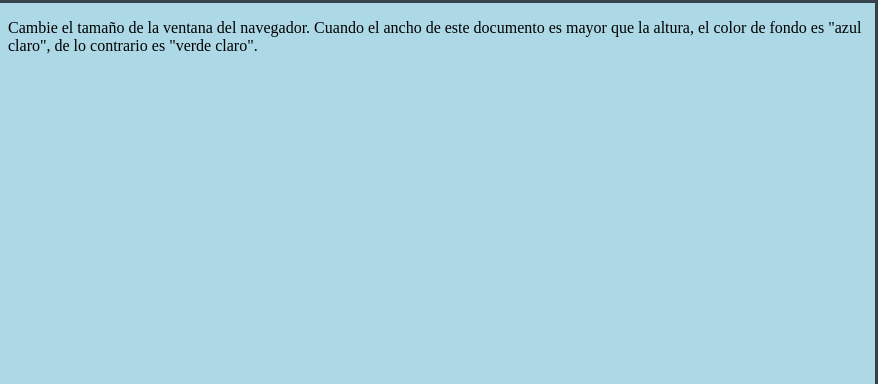 Cambie el tamaño de la ventana del navegador. Cuando el ancho de este documento es mayor que la altura, el color de fondo es "azul
claro", de lo contrario es "verde claro".